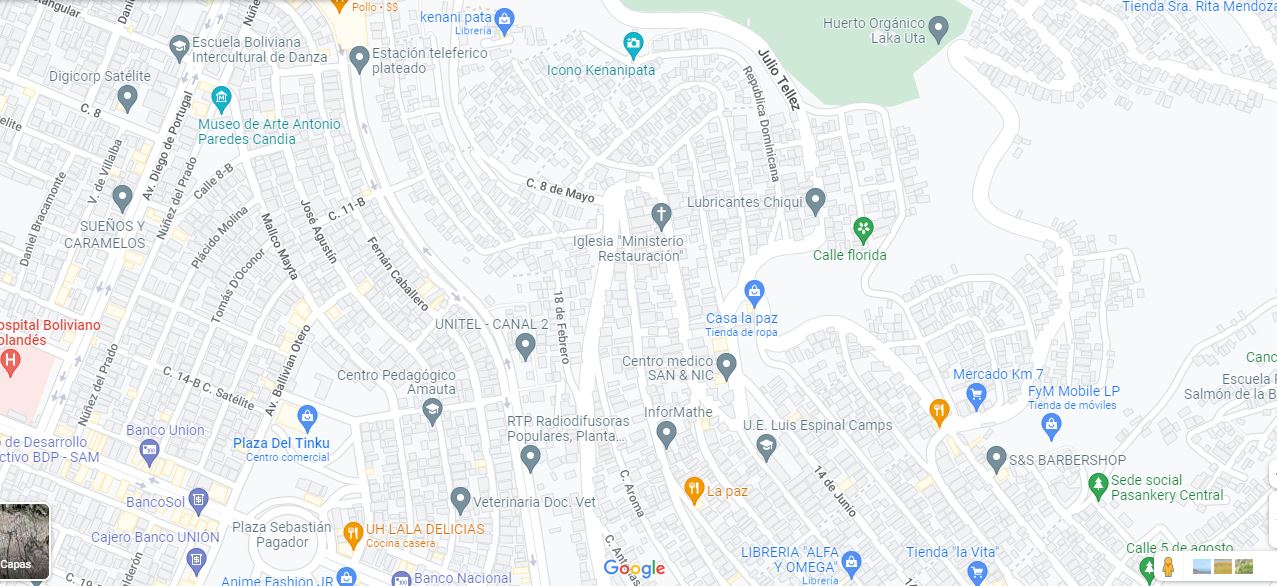 Pollo • $$
kenani pata
Librería
Escuela Boliviana
Intercultural de Danza
Estación teleferico
plateado
Icono Kenanipata
Huerto Orgánico
Laka Uta
Tienda Sra. Rita Mendoza
Julio Tellez
Republica Dominicana
Digicorp Satélite
C. 8
Av. Diego de Portugal
Museo de Arte Antonio
Paredes Candia
V. de Villalba
Núñez del Prado
Calle 8-B
C. 8 de Mayo
Daniel Bracamonte
SUEÑOS Y
CARAMELOS
Plácido Molina
José Agustín
C. 11-B
Lubricantes Chiqui
Iglesia "Ministerio
Restauración"
Calle florida
Tomás D'Oconor
Mallco Mayta
Fernán Caballero
18 de Febrero
Casa la paz
Tienda de ropa
Hospital Boliviano
UNITEL - CANAL 2
Av. Ballivian Otero
Núñez del Prado
C. 14-B C. Satélite
Centro Pedagógico
Amauta
Centro medico
SAN & NIC
Mercado Km 7
FyM Mobile LP
Tienda de móviles
Salmón de la B
InforMathe
RTP Radiodifusoras
Populares, Planta...
U.E. Luis Espinal Camps
Banco Union
Plaza Del Tinku
Centro comercial
de Desarrollo
BDP - SAM
S&S BARBERSHOP
14 de Junio
C. Aroma
La paz
Sede social
Pasankery Central
BancoSol
Veterinaria Doc. Vet
Plaza Sebastián
Pagador
UH LALA DELICIAS
Cocina casera
Cajero Banco UNIÓN
Capas
Google
LIBRERIA "ALFA
Y OMEGA"
Librería
Tienda "la Vita"
Calle 5 de agosto
Anime Fashion JR
Banco Nacional